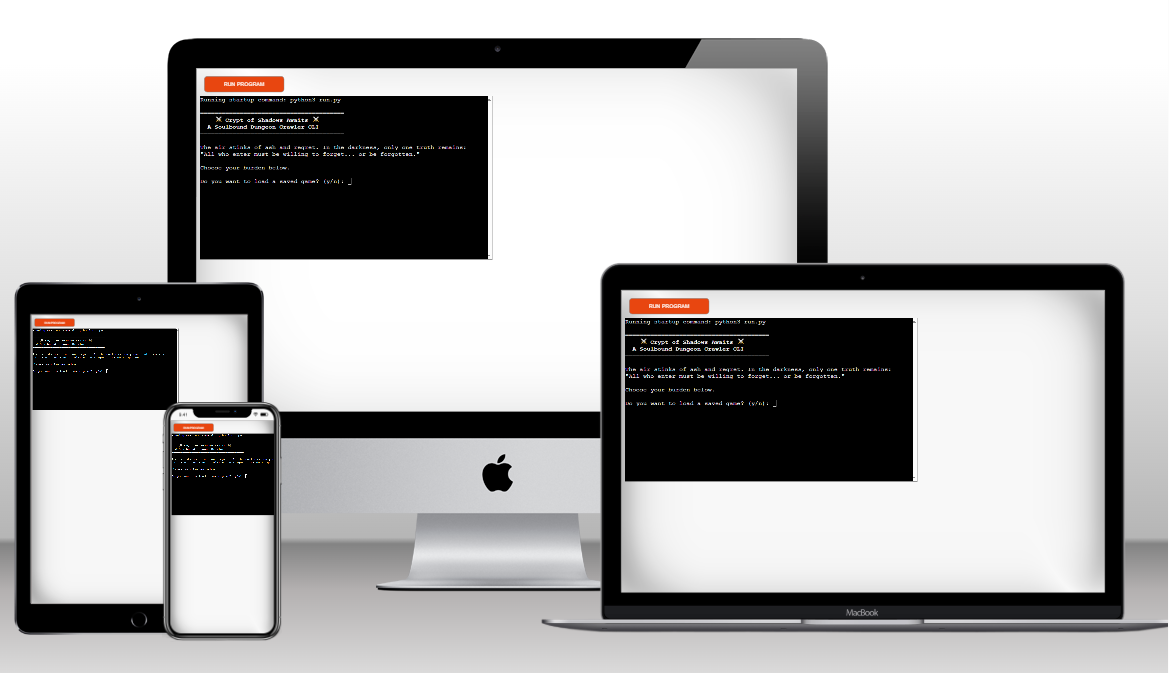 RUN PROGRAM
Running startup command: python3 run.py
Crypt of Shadows Awaits
A Soulbound Dungeon Crawler CLI
The air stinks of ash and regret. In the darkness, only one truth remains:
"All who enter must be willing to forget... or be forgotten."
Choose your burden below.
Do you want to load a saved game? (y/n): _
RUN PROGRAM
Running startup command: python3 run.py
Crypt of Shadows Awaits
A Soulbound Dungeon Crawler CLI
The air stinks of ash and regret. In the darkness, only one truth remains:
"All who enter must be willing to forget... or be forgotten."
Choose your burden below.
Do you want to load a saved game? (y/n): _
MacBook
9:41